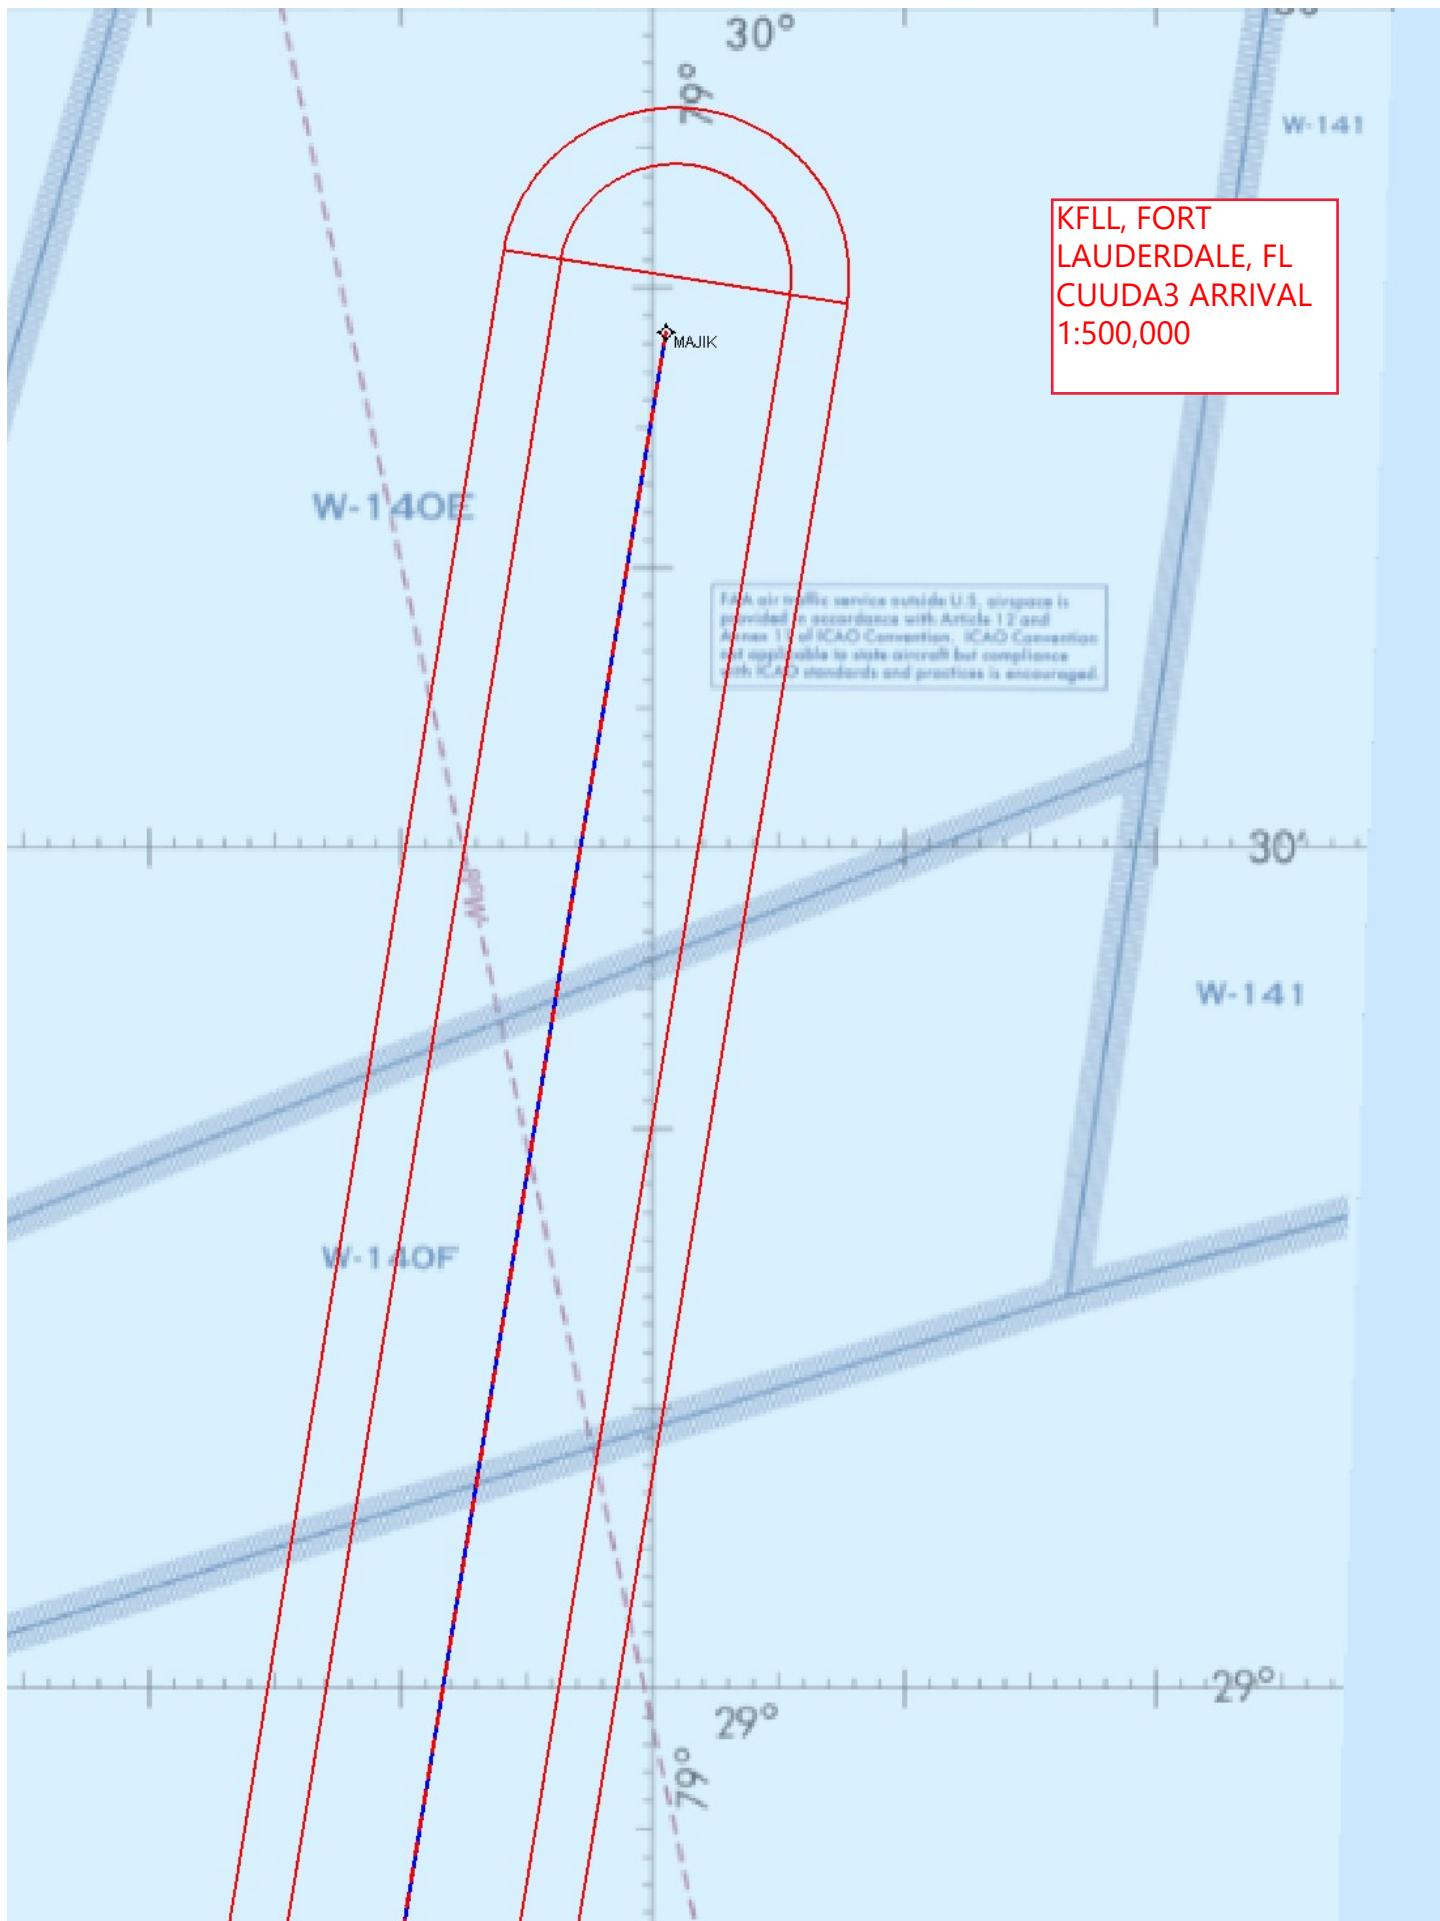 30°
79°
W-141
KFLL, FORT
LAUDERDALE, FL
CUUDA3 ARRIVAL
1:500,000
MAJIK
W-140E
FAA air traffic service outside U.S. airspace is
provided in accordance with Article 12 and
Annex 11 of ICAO Convention. ICAO Convention
not applicable to state aircraft but compliance
with ICAO standards and practices is encouraged.
30'
W-141
W-140F
29°
29°
79°